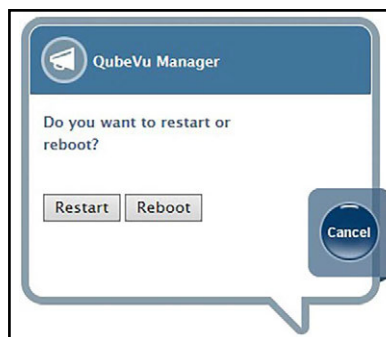 QubeVu Manager
Do you want to restart or
reboot?
Restart Reboot
Cancel